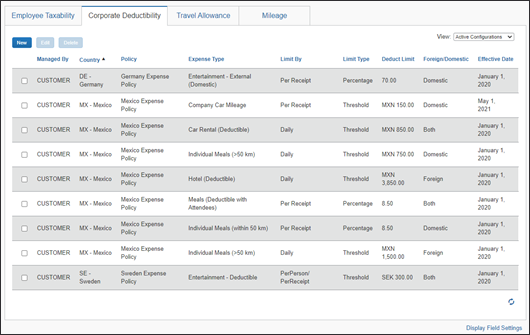 Employee Taxability Corporate Deductibility Travel Allowance Mileage
View: Active Configurations
New Edit Delete
Managed By Country Policy Expense Type Limit By Limit Type Deduct Limit Foreign/Domestic Effective Date
CUSTOMER DE - Germany Germany Expense Policy Entertainment - External (Domestic) Per Receipt Percentage 70.00 Domestic January 1, 2020
CUSTOMER MX - Mexico Mexico Expense Policy Company Car Mileage Per Receipt Threshold MXN 150.00 Domestic May 1, 2021
CUSTOMER MX - Mexico Mexico Expense Policy Car Rental (Deductible) Daily Threshold MXN 850.00 Both January 1, 2020
CUSTOMER MX - Mexico Mexico Expense Policy Individual Meals (>50 km) Daily Threshold MXN 750.00 Domestic January 1, 2020
CUSTOMER MX - Mexico Mexico Expense Policy Hotel (Deductible) Daily Threshold MXN 3,850.00 Foreign January 1, 2020
CUSTOMER MX - Mexico Mexico Expense Policy Meals (Deductible with Attendees) Per Receipt Percentage 8.50 Both January 1, 2020
CUSTOMER MX - Mexico Mexico Expense Policy Individual Meals (within 50 km) Per Receipt Percentage 8.50 Domestic January 1, 2020
CUSTOMER MX - Mexico Mexico Expense Policy Individual Meals (>50 km) Daily Threshold MXN 1,500.00 Foreign January 1, 2020
CUSTOMER SE - Sweden Sweden Expense Policy Entertainment - Deductible PerPerson/PerReceipt Threshold SEK 300.00 Both January 1, 2020
Display Field Settings